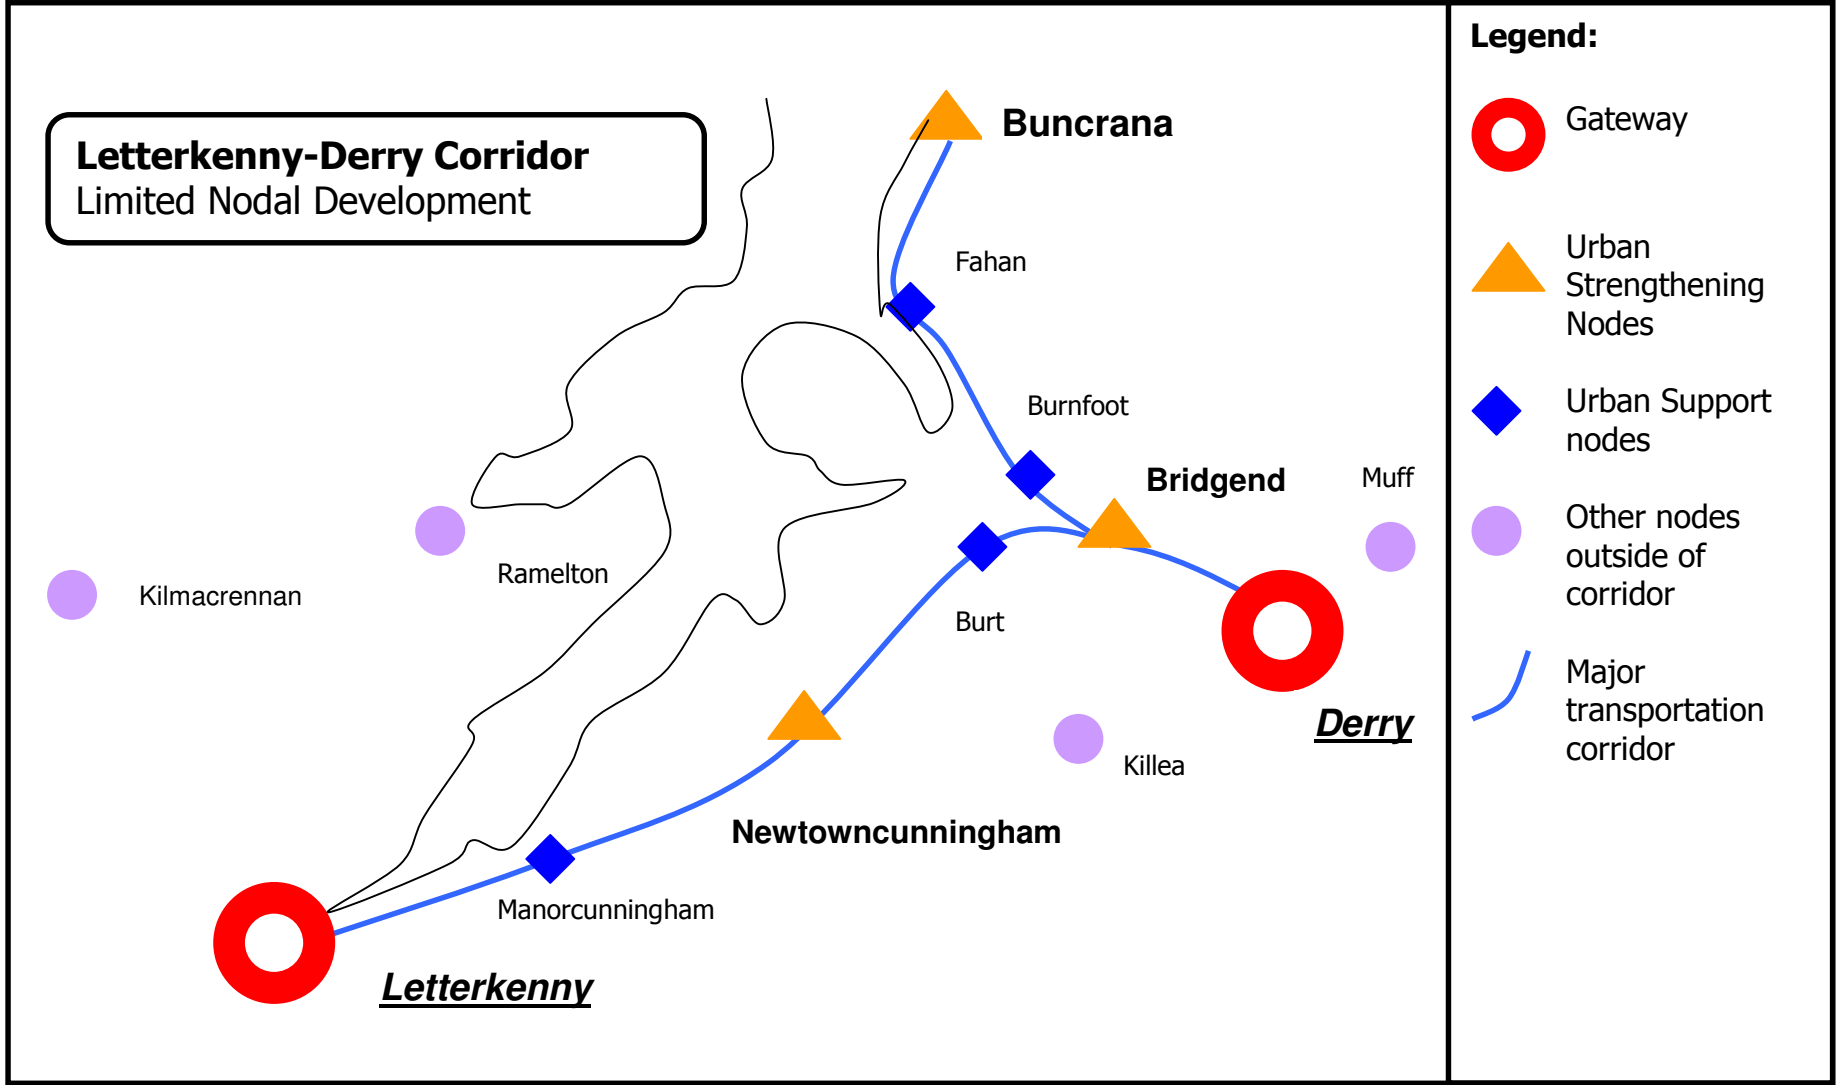 Letterkenny-Derry Corridor
Limited Nodal Development
Buncrana
Fahan
Burnfoot
Bridgend
Muff
Ramelton
Kilmacrennan
Burt
Derry
Killea
Newtowncunningham
Manorcunningham
Letterkenny
Legend:
Gateway
Urban
Strengthening
Nodes
Urban Support
nodes
Other nodes
outside of
corridor
Major
transportation
corridor